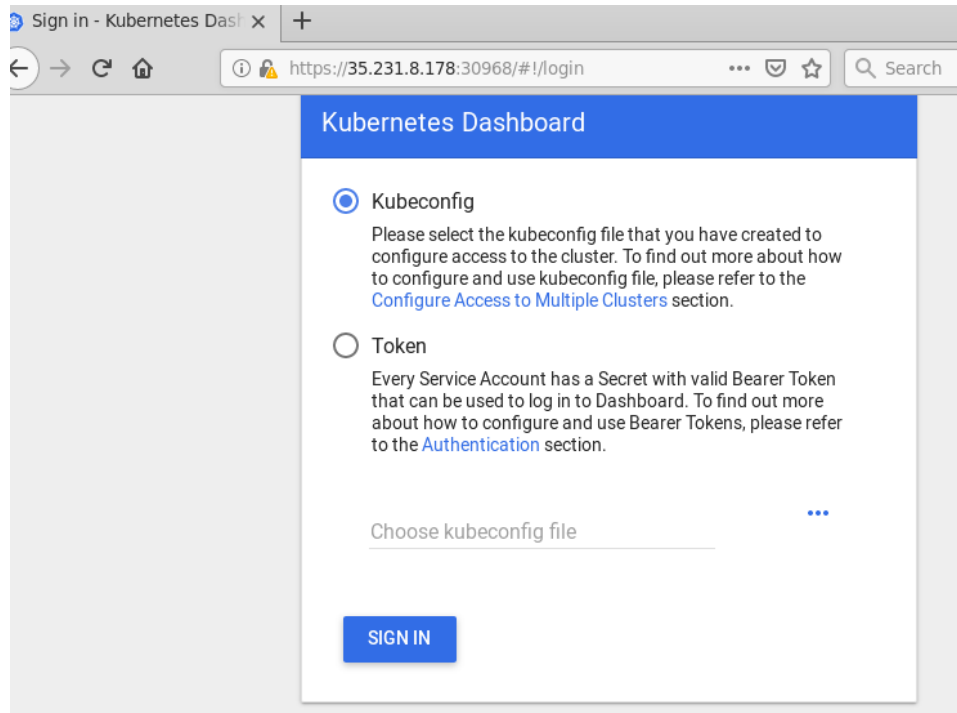 Sign in - Kubernetes Dash
https://35.231.8.178:30968/#!/login
Search
Kubernetes Dashboard
Kubeconfig
Please select the kubeconfig file that you have created to
configure access to the cluster. To find out more about how
to configure and use kubeconfig file, please refer to the
Configure Access to Multiple Clusters section.
Token
Every Service Account has a Secret with valid Bearer Token
that can be used to log in to Dashboard. To find out more
about how to configure and use Bearer Tokens, please refer
to the Authentication section.
Choose kubeconfig file
SIGN IN